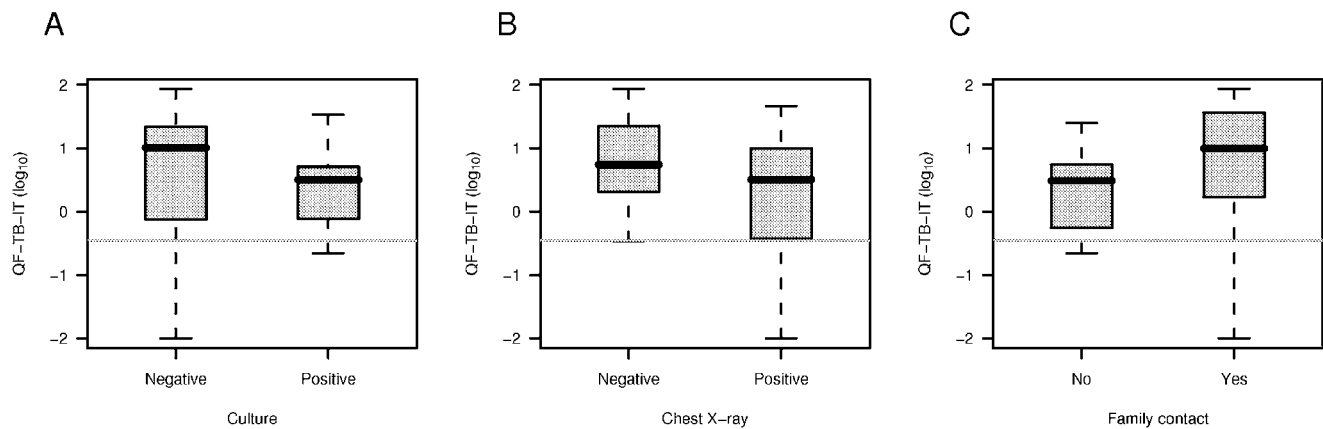 A
QF−TB−IT (log10)
2
1
0
−1
−2
Negative Positive
Culture
B
QF−TB−IT (log10)
2
1
0
−1
−2
Negative Positive
Chest X−ray
C
QF−TB−IT (log10)
2
1
0
−1
−2
No Yes
Family contact